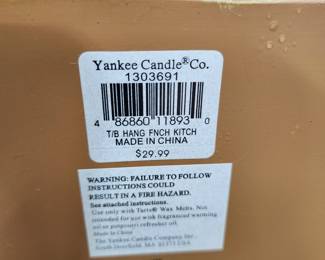 Yankee Candle® Co.
1303691
4 86860 11893 0
T/B HANG FNCH KITCH
MADE IN CHINA
$29.99
WARNING: FAILURE TO FOLLOW
INSTRUCTIONS COULD
RESULT IN A FIRE HAZARD.
See attached instructions.
Use only with Tarts® Wax Melts. Not
intended for use with fragranced warming
oil or potpourri refresher oil.
Made in China
The Yankee Candle Company Inc.,
South Deerfield, MA 01373 USA